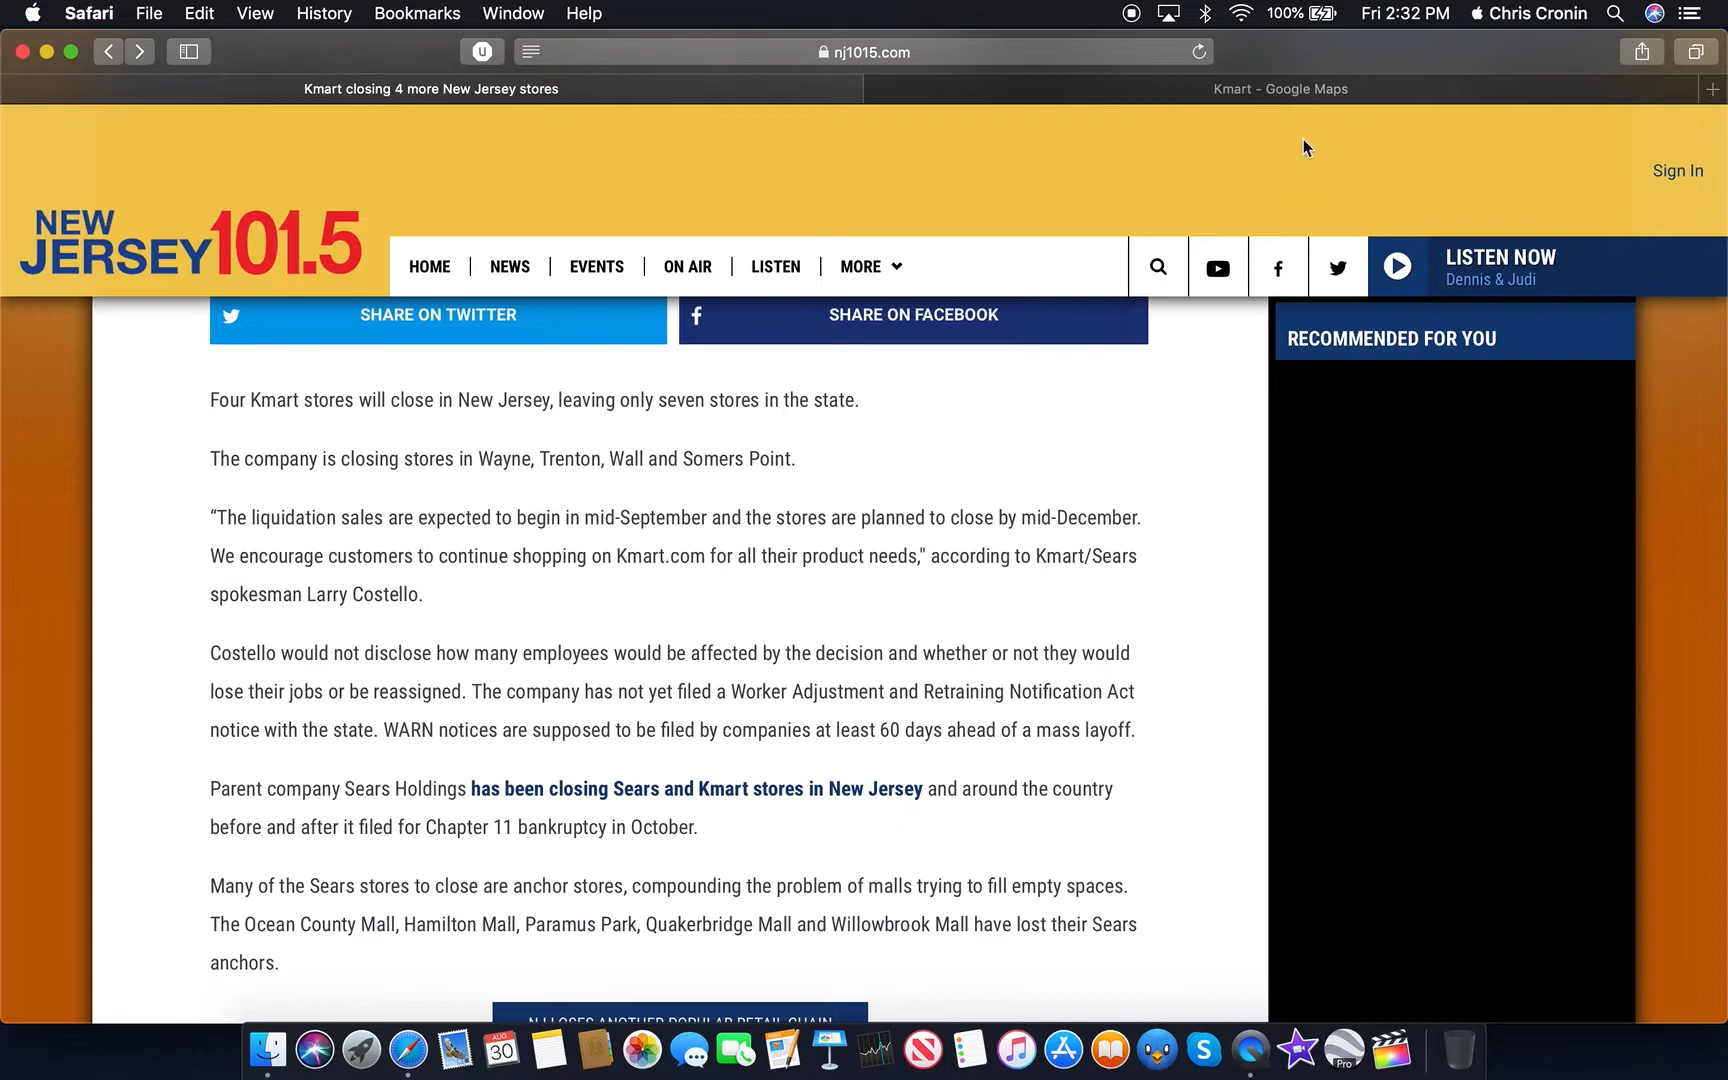 Safari File Edit View History Bookmarks Window Help 100% Fri 2:32 PM Chris Cronin
U nj1015.com
Kmart closing 4 more New Jersey stores Kmart - Google Maps
Sign In
NEW JERSEY 101.5
HOME NEWS EVENTS ON AIR LISTEN MORE
LISTEN NOW
Dennis & Judi
SHARE ON TWITTER SHARE ON FACEBOOK
RECOMMENDED FOR YOU
Four Kmart stores will close in New Jersey, leaving only seven stores in the state.
The company is closing stores in Wayne, Trenton, Wall and Somers Point.
“The liquidation sales are expected to begin in mid-September and the stores are planned to close by mid-December.
We encourage customers to continue shopping on Kmart.com for all their product needs," according to Kmart/Sears
spokesman Larry Costello.
Costello would not disclose how many employees would be affected by the decision and whether or not they would
lose their jobs or be reassigned. The company has not yet filed a Worker Adjustment and Retraining Notification Act
notice with the state. WARN notices are supposed to be filed by companies at least 60 days ahead of a mass layoff.
Parent company Sears Holdings has been closing Sears and Kmart stores in New Jersey and around the country
before and after it filed for Chapter 11 bankruptcy in October.
Many of the Sears stores to close are anchor stores, compounding the problem of malls trying to fill empty spaces.
The Ocean County Mall, Hamilton Mall, Paramus Park, Quakerbridge Mall and Willowbrook Mall have lost their Sears
anchors.
NJ LOSES ANOTHER POPULAR RETAIL CHAIN
AUG
30
Pro